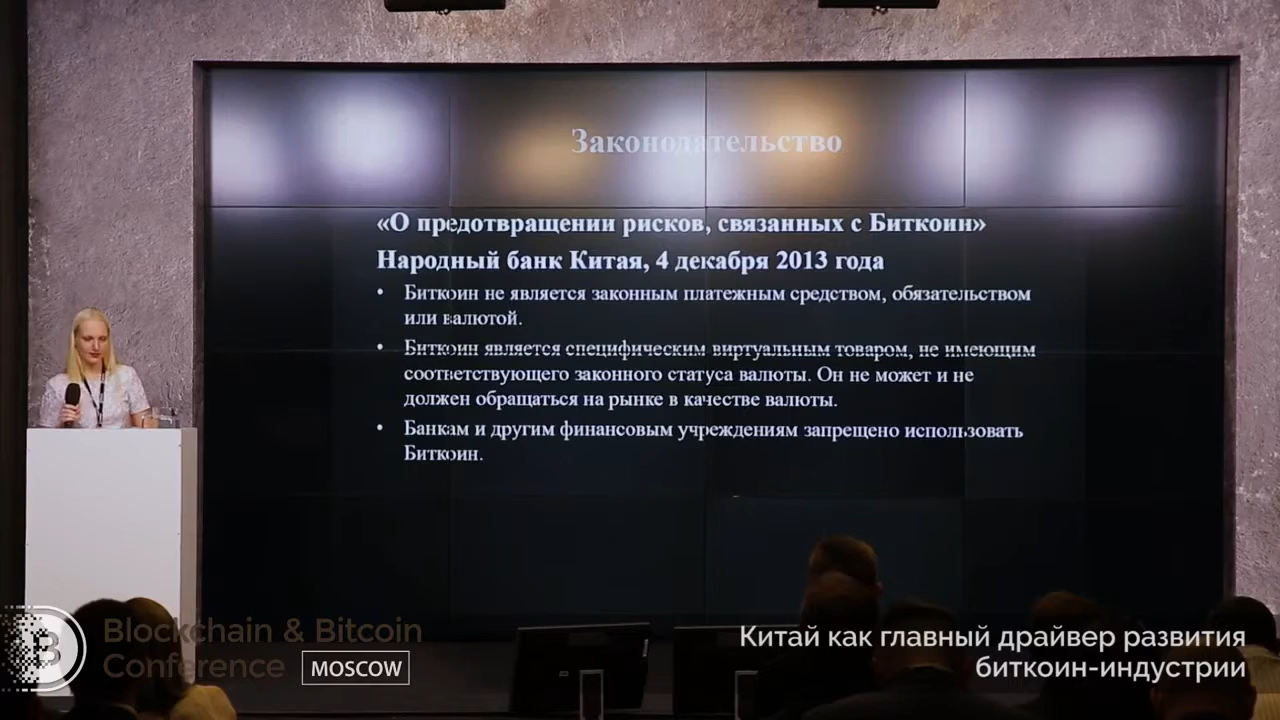 Законодательство
«О предотвращении рисков, связанных с Биткоин»
Народный банк Китая, 4 декабря 2013 года
• Биткоин не является законным платежным средством, обязательством
или валютой.
• Биткоин является специфическим виртуальным товаром, не имеющим
соответствующего законного статуса валюты. Он не может и не
должен обращаться на рынке в качестве валюты.
• Банкам и другим финансовым учреждениям запрещено использовать
Биткоин.
Blockchain & Bitcoin
Conference MOSCOW
Китай как главный драйвер развития
биткоин-индустрии